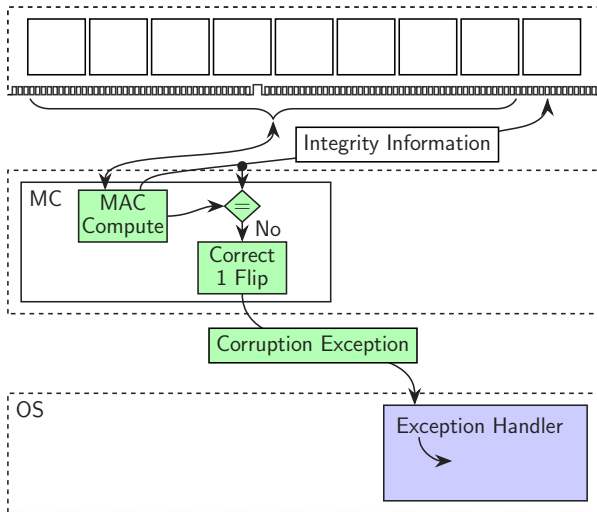 Integrity Information
MC
MAC
Compute
=
No
Correct
1 Flip
Corruption Exception
OS
Exception Handler